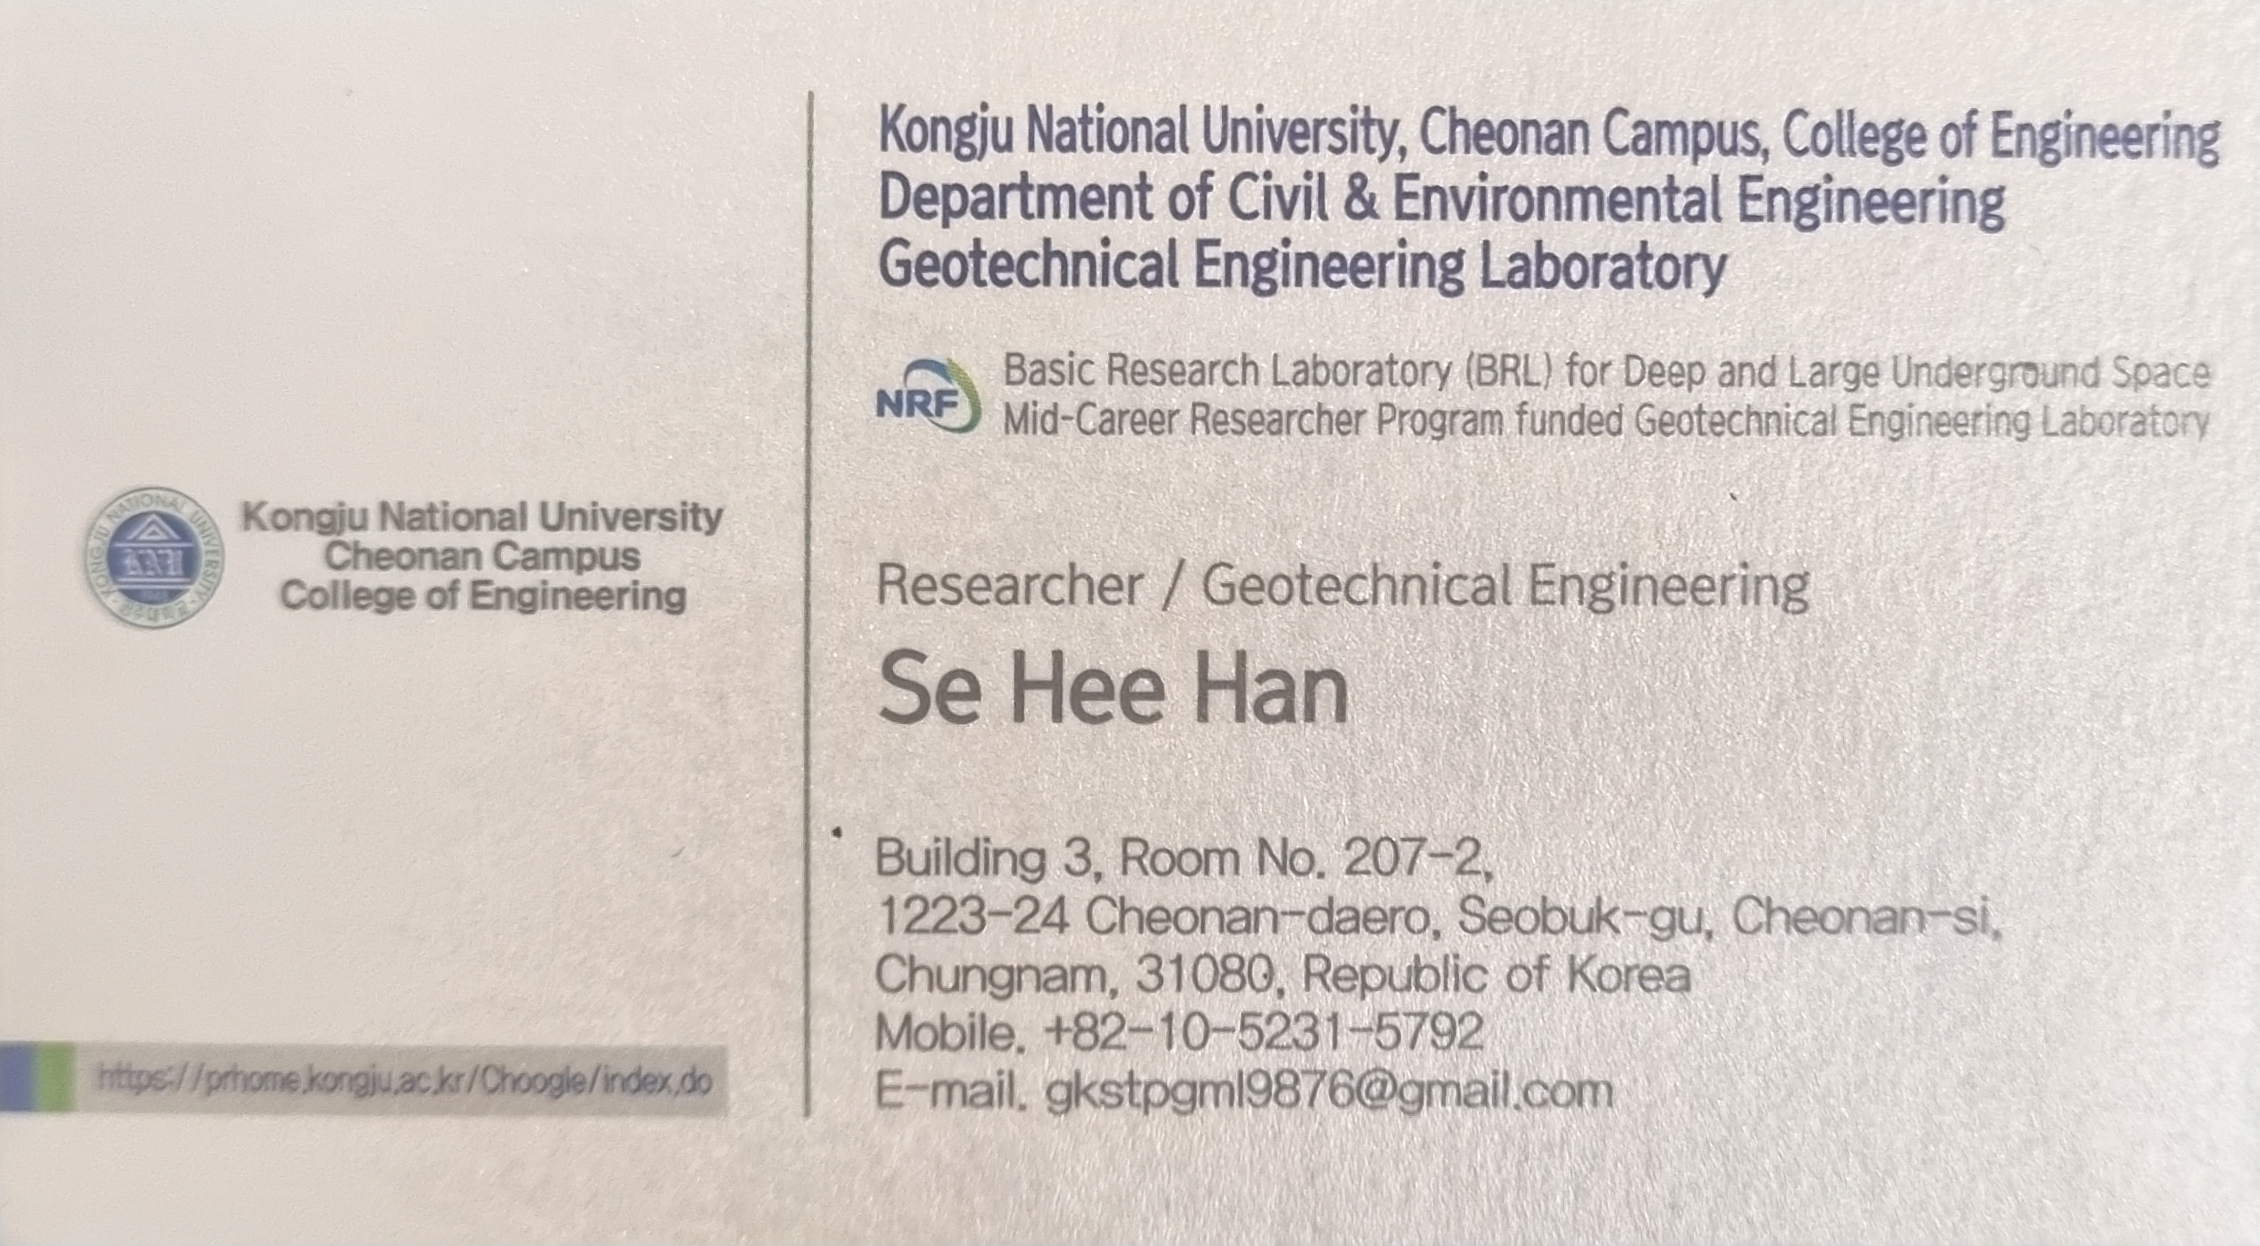 Kongju National University, Cheonan Campus, College of Engineering
Department of Civil & Environmental Engineering
Geotechnical Engineering Laboratory
NRF
Basic Research Laboratory (BRL) for Deep and Large Underground Space
Mid-Career Researcher Program funded Geotechnical Engineering Laboratory
KONGJU NATIONAL UNIVERSITY
KNU
Kongju National University
Cheonan Campus
College of Engineering
Researcher / Geotechnical Engineering
Se Hee Han
Building 3, Room No. 207-2,
1223-24 Cheonan-daero, Seobuk-gu, Cheonan-si,
Chungnam, 31080, Republic of Korea
Mobile. +82-10-5231-5792
E-mail. gkstpgml9876@gmail.com
https://prhome.kongju.ac.kr/Choogle/index.do